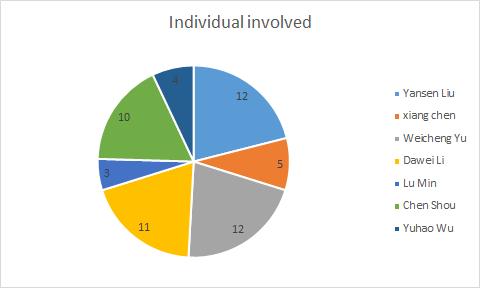 Individual involved
12
5
12
11
3
10
4
Yansen Liu
xiang chen
Weicheng Yu
Dawei Li
Lu Min
Chen Shou
Yuhao Wu